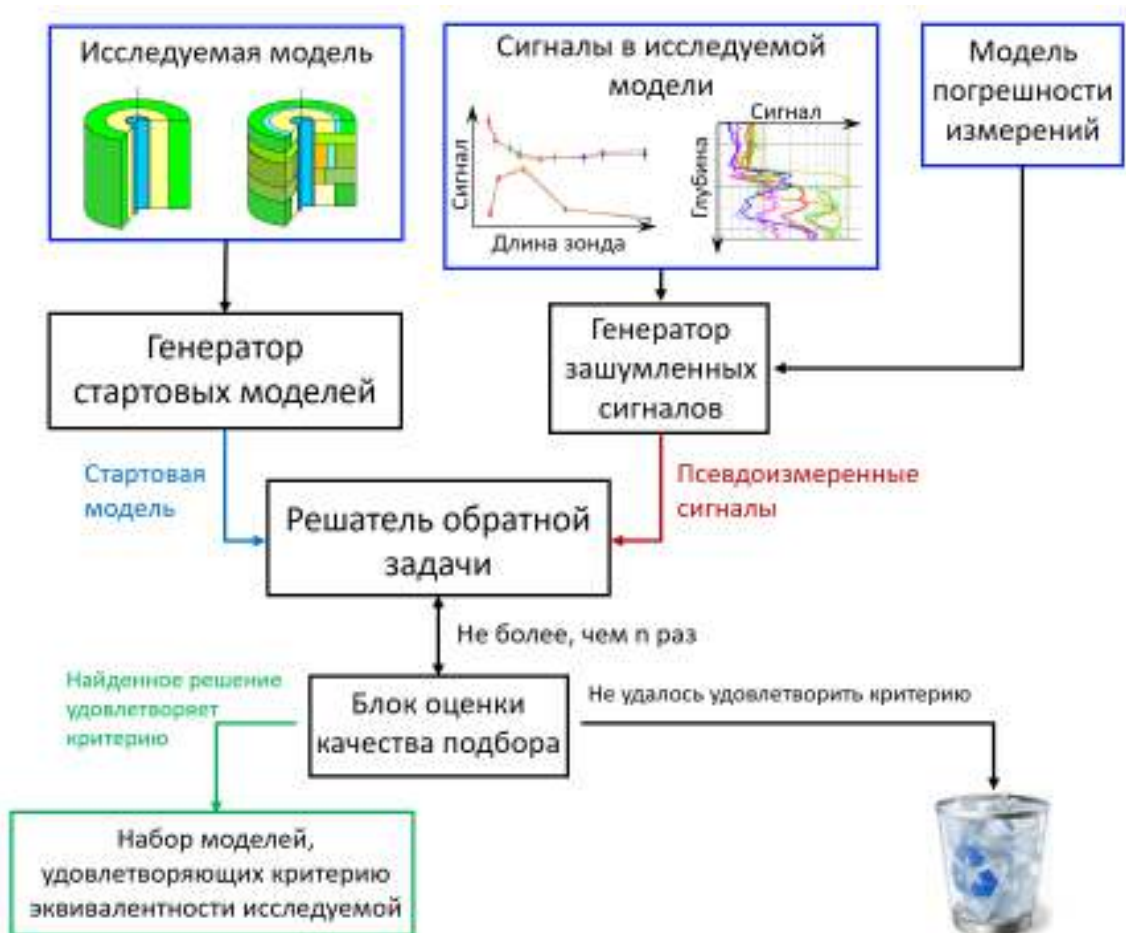 Исследуемая модель
Сигналы в исследуемой
модели
Сигнал
Длина зонда
Сигнал
Глубина
Модель
погрешности
измерений
Генератор
стартовых моделей
Генератор
зашумленных
сигналов
Стартовая
модель
Псевдоизмеренные
сигналы
Решатель обратной
задачи
Не более, чем n раз
Найденное решение
удовлетворяет
критерию
Блок оценки
качества подбора
Не удалось удовлетворить критерию
Набор моделей,
удовлетворяющих критерию
эквивалентности исследуемой